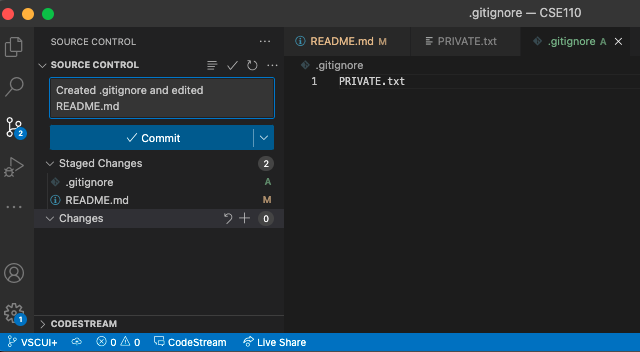 .gitignore — CSE110
SOURCE CONTROL
README.md M
PRIVATE.txt
.gitignore A
SOURCE CONTROL
.gitignore
1 PRIVATE.txt
Created .gitignore and edited
README.md
Commit
Staged Changes 2
.gitignore A
README.md M
Changes 0
2
1
CODESTREAM
VSCUI+ 0 0 CodeStream Live Share